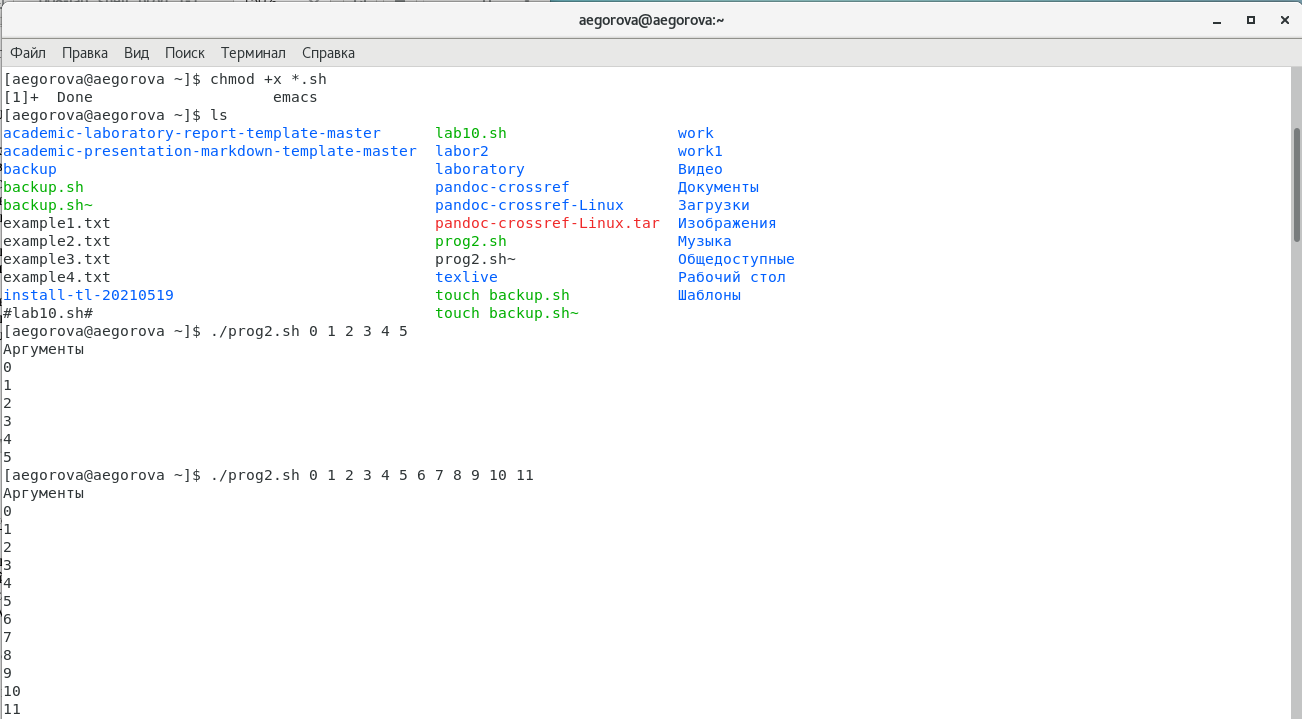 aegorova@aegorova:~
Файл Правка Вид Поиск Терминал Справка
[aegorova@aegorova ~]$ chmod +x *.sh
[1]+  Done                    emacs
[aegorova@aegorova ~]$ ls
academic-laboratory-report-template-master      lab10.sh                   work
academic-presentation-markdown-template-master  labor2                     work1
backup                                          laboratory                 Видео
backup.sh                                       pandoc-crossref            Документы
backup.sh~                                      pandoc-crossref-Linux      Загрузки
example1.txt                                    pandoc-crossref-Linux.tar  Изображения
example2.txt                                    prog2.sh                   Музыка
example3.txt                                    prog2.sh~                  Общедоступные
example4.txt                                    texlive                    Рабочий стол
install-tl-20210519                             touch backup.sh            Шаблоны
#lab10.sh#                                      touch backup.sh~
[aegorova@aegorova ~]$ ./prog2.sh 0 1 2 3 4 5
Аргументы
0
1
2
3
4
5
[aegorova@aegorova ~]$ ./prog2.sh 0 1 2 3 4 5 6 7 8 9 10 11
Аргументы
0
1
2
3
4
5
6
7
8
9
10
11